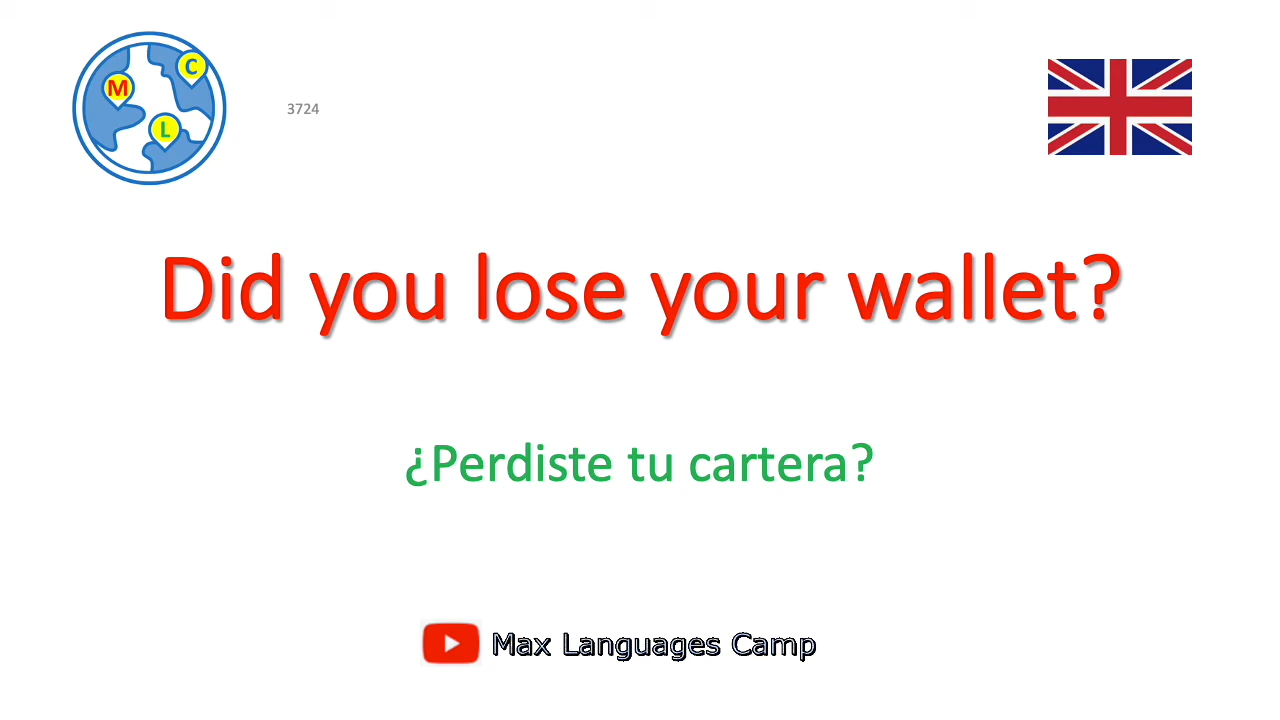 C
M
L
3724
Did you lose your wallet?
¿Perdiste tu cartera?
Max Languages Camp